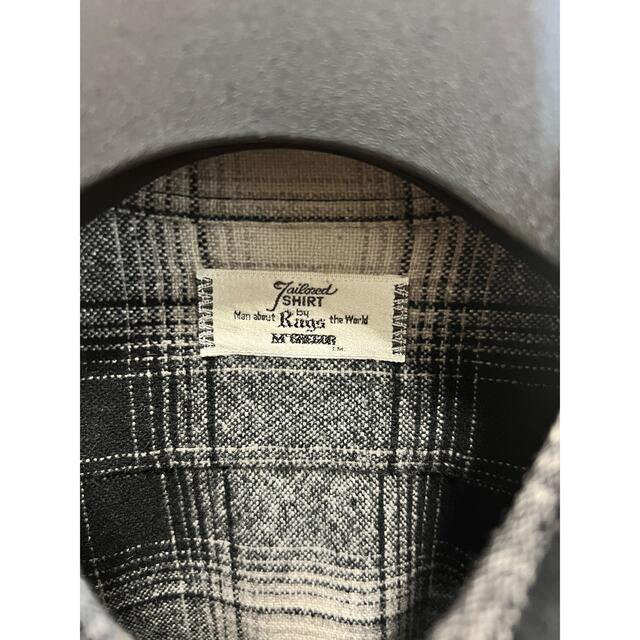 Tailored
SHIRT
by
Man about Rags the World
McGREGOR
T.M.